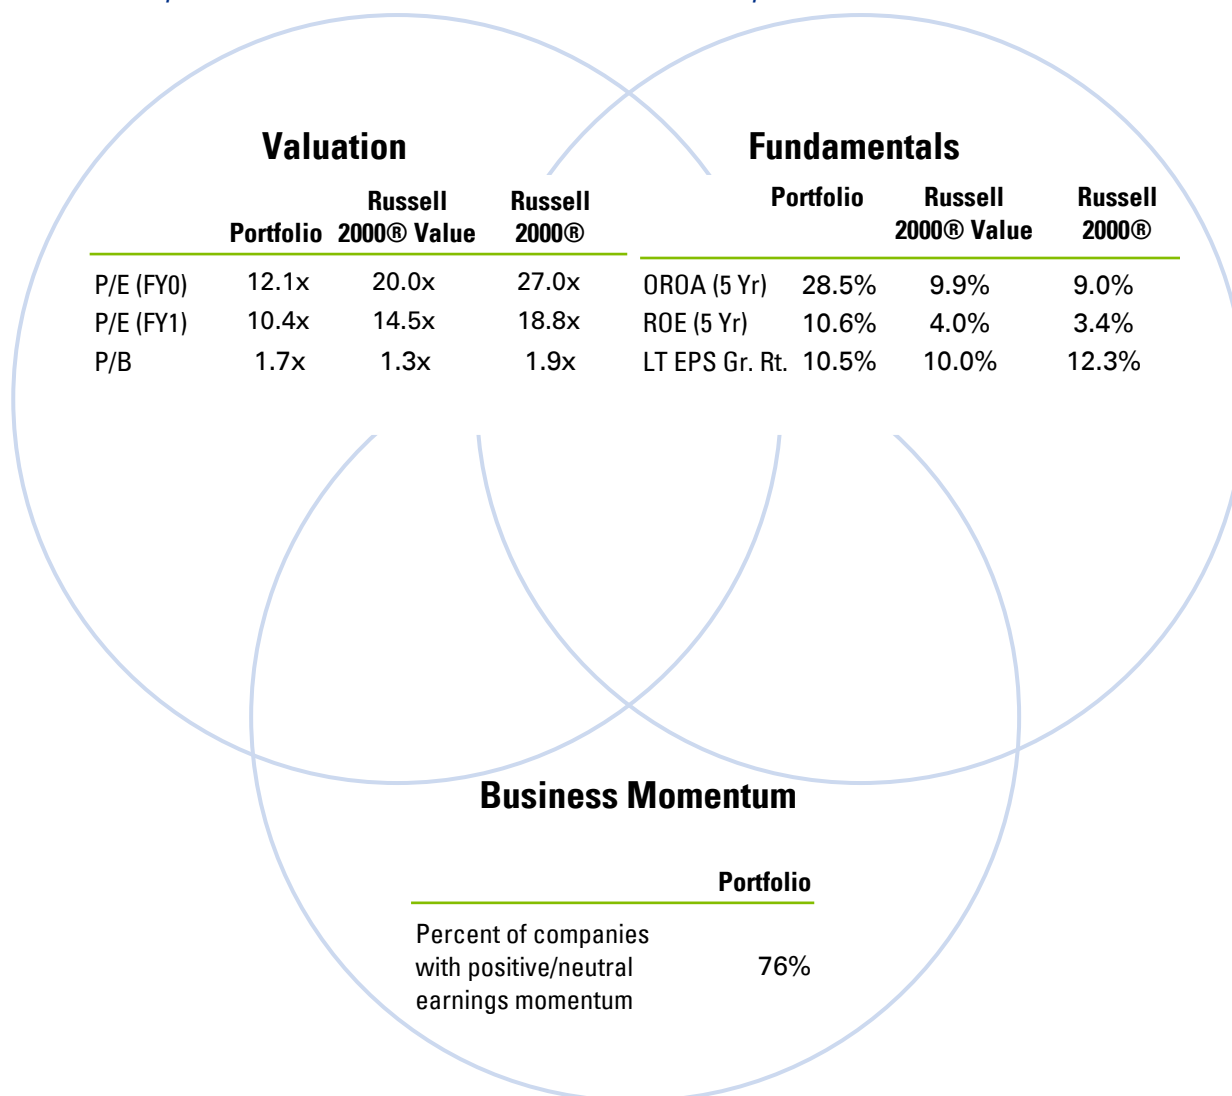 Valuation
Portfolio Russell 2000® Value Russell 2000®
P/E (FY0) 12.1x 20.0x 27.0x
P/E (FY1) 10.4x 14.5x 18.8x
P/B 1.7x 1.3x 1.9x
Fundamentals
Portfolio Russell 2000® Value Russell 2000®
OROA (5 Yr) 28.5% 9.9% 9.0%
ROE (5 Yr) 10.6% 4.0% 3.4%
LT EPS Gr. Rt. 10.5% 10.0% 12.3%
Business Momentum
Portfolio
Percent of companies
with positive/neutral 76%
earnings momentum